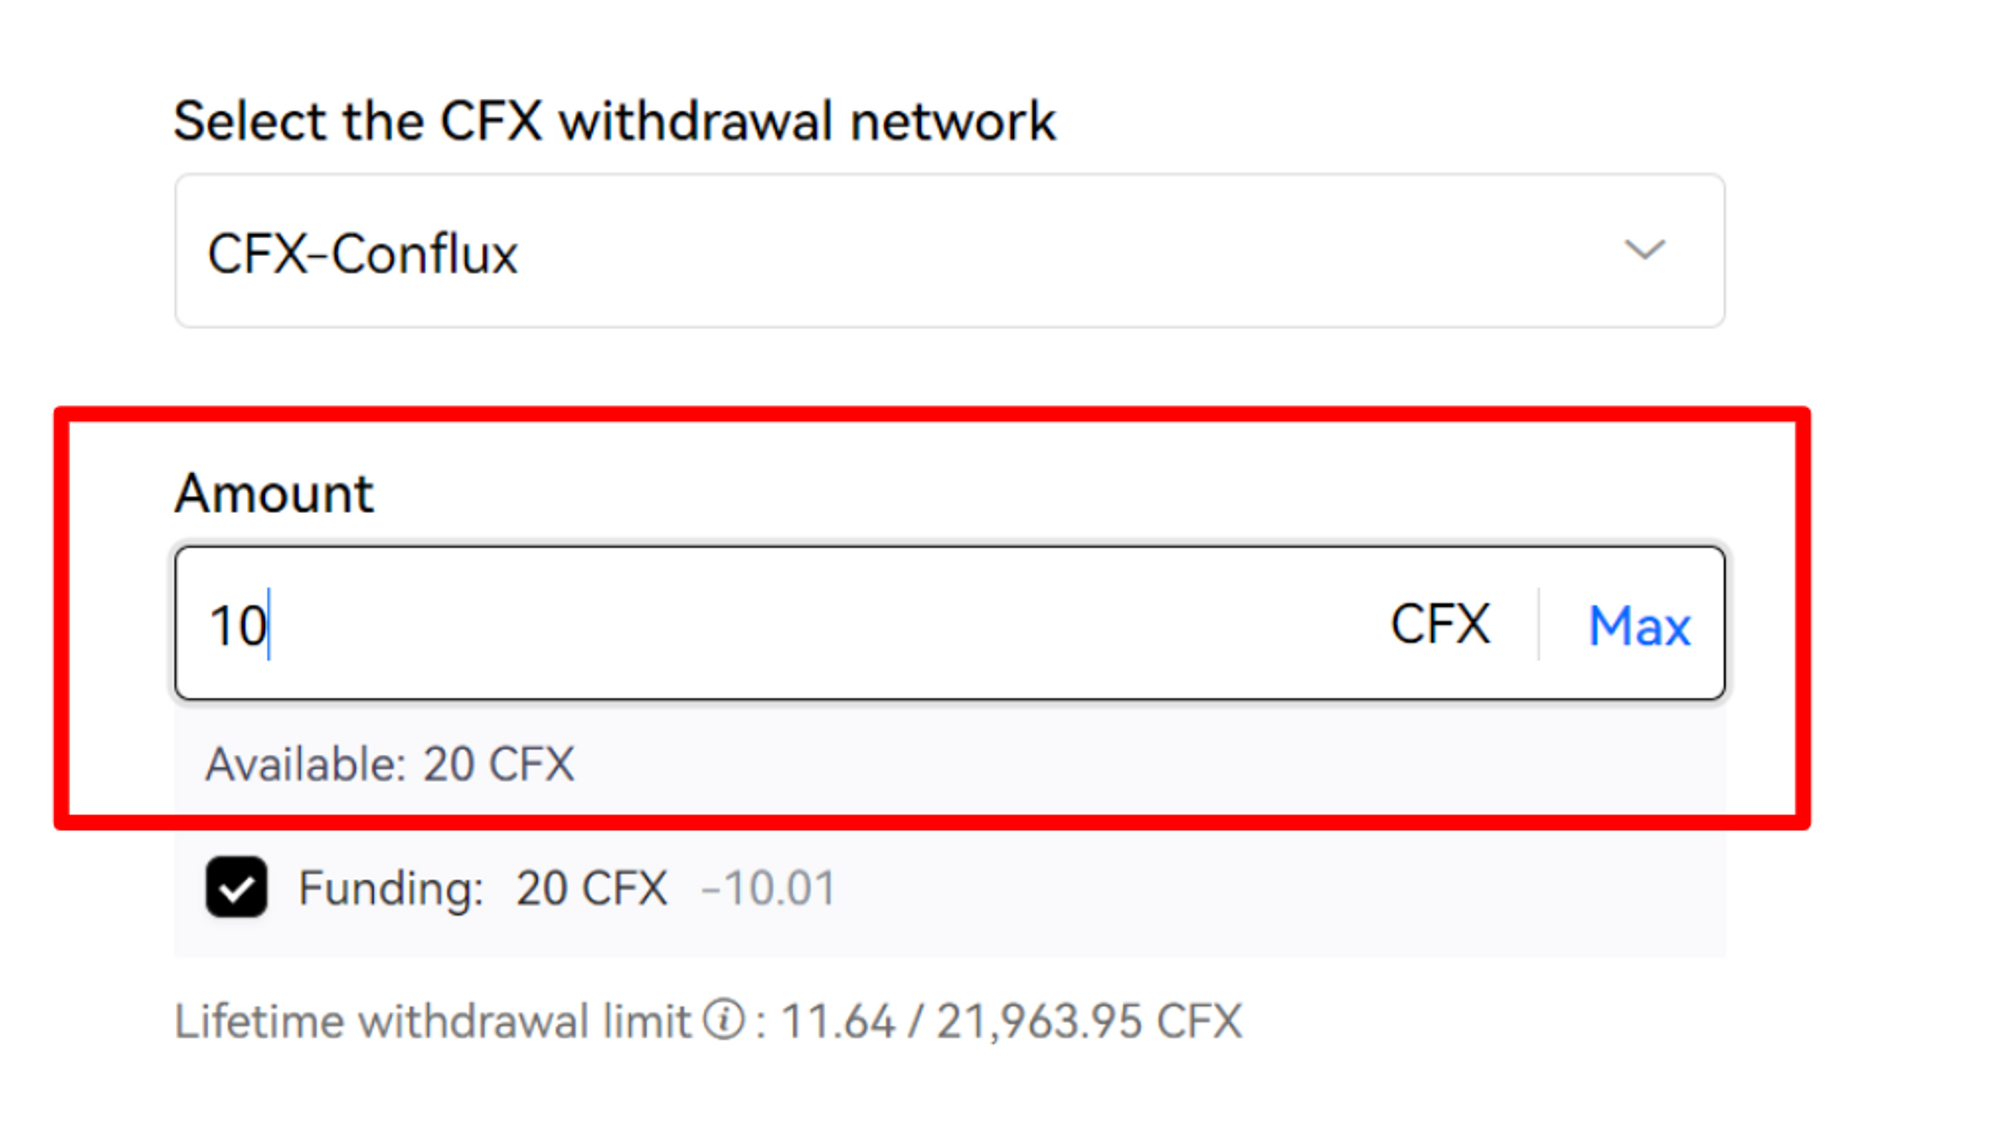 Select the CFX withdrawal network
CFX-Conflux
Amount
10 CFX Max
Available: 20 CFX
Funding: 20 CFX -10.01
Lifetime withdrawal limit ⓘ : 11.64 / 21,963.95 CFX